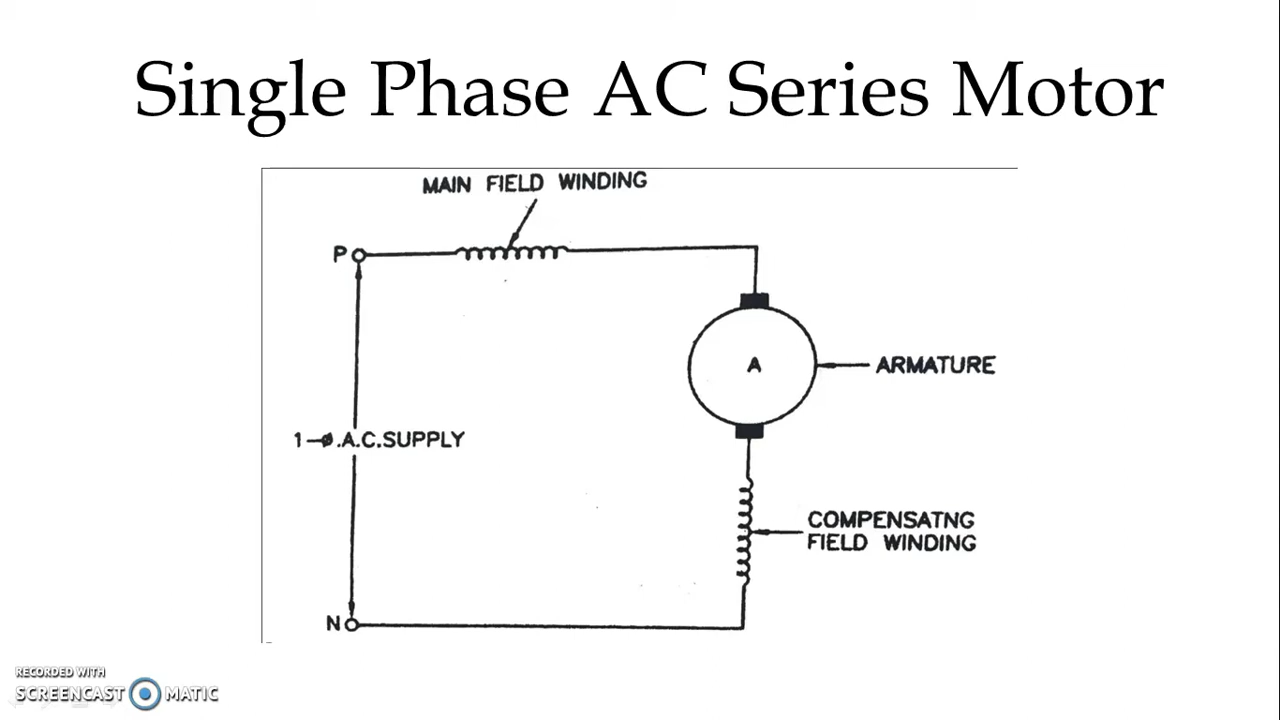 Single Phase AC Series Motor
MAIN FIELD WINDING
P
A
ARMATURE
1-ø.A.C.SUPPLY
COMPENSATNG
FIELD WINDING
N
RECORDED WITH
SCREENCAST MATIC